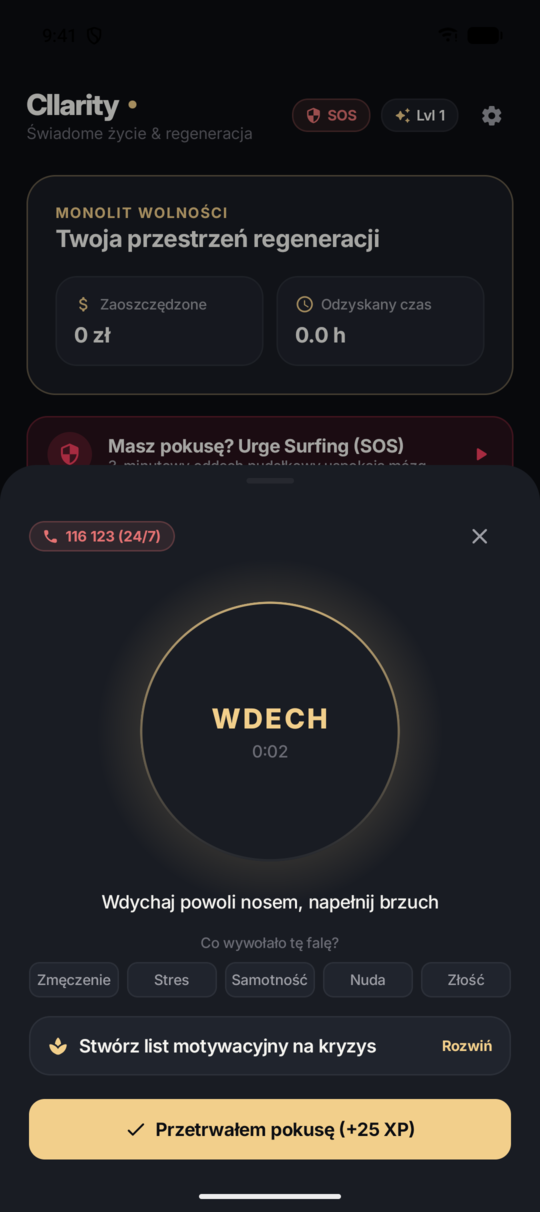 9:41
Cllarity
Świadome życie & regeneracja
SOS
Lvl 1
MONOLIT WOLNOŚCI
Twoja przestrzeń regeneracji
$ Zaoszczędzone
0 zł
Odzyskany czas
0.0 h
Masz pokusę? Urge Surfing (SOS)
116 123 (24/7)
WDECH
0:02
Wdychaj powoli nosem, napełnij brzuch
Co wywołało tę falę?
Zmęczenie Stres Samotność Nuda Złość
Stwórz list motywacyjny na kryzys Rozwiń
Przetrwałem pokusę (+25 XP)